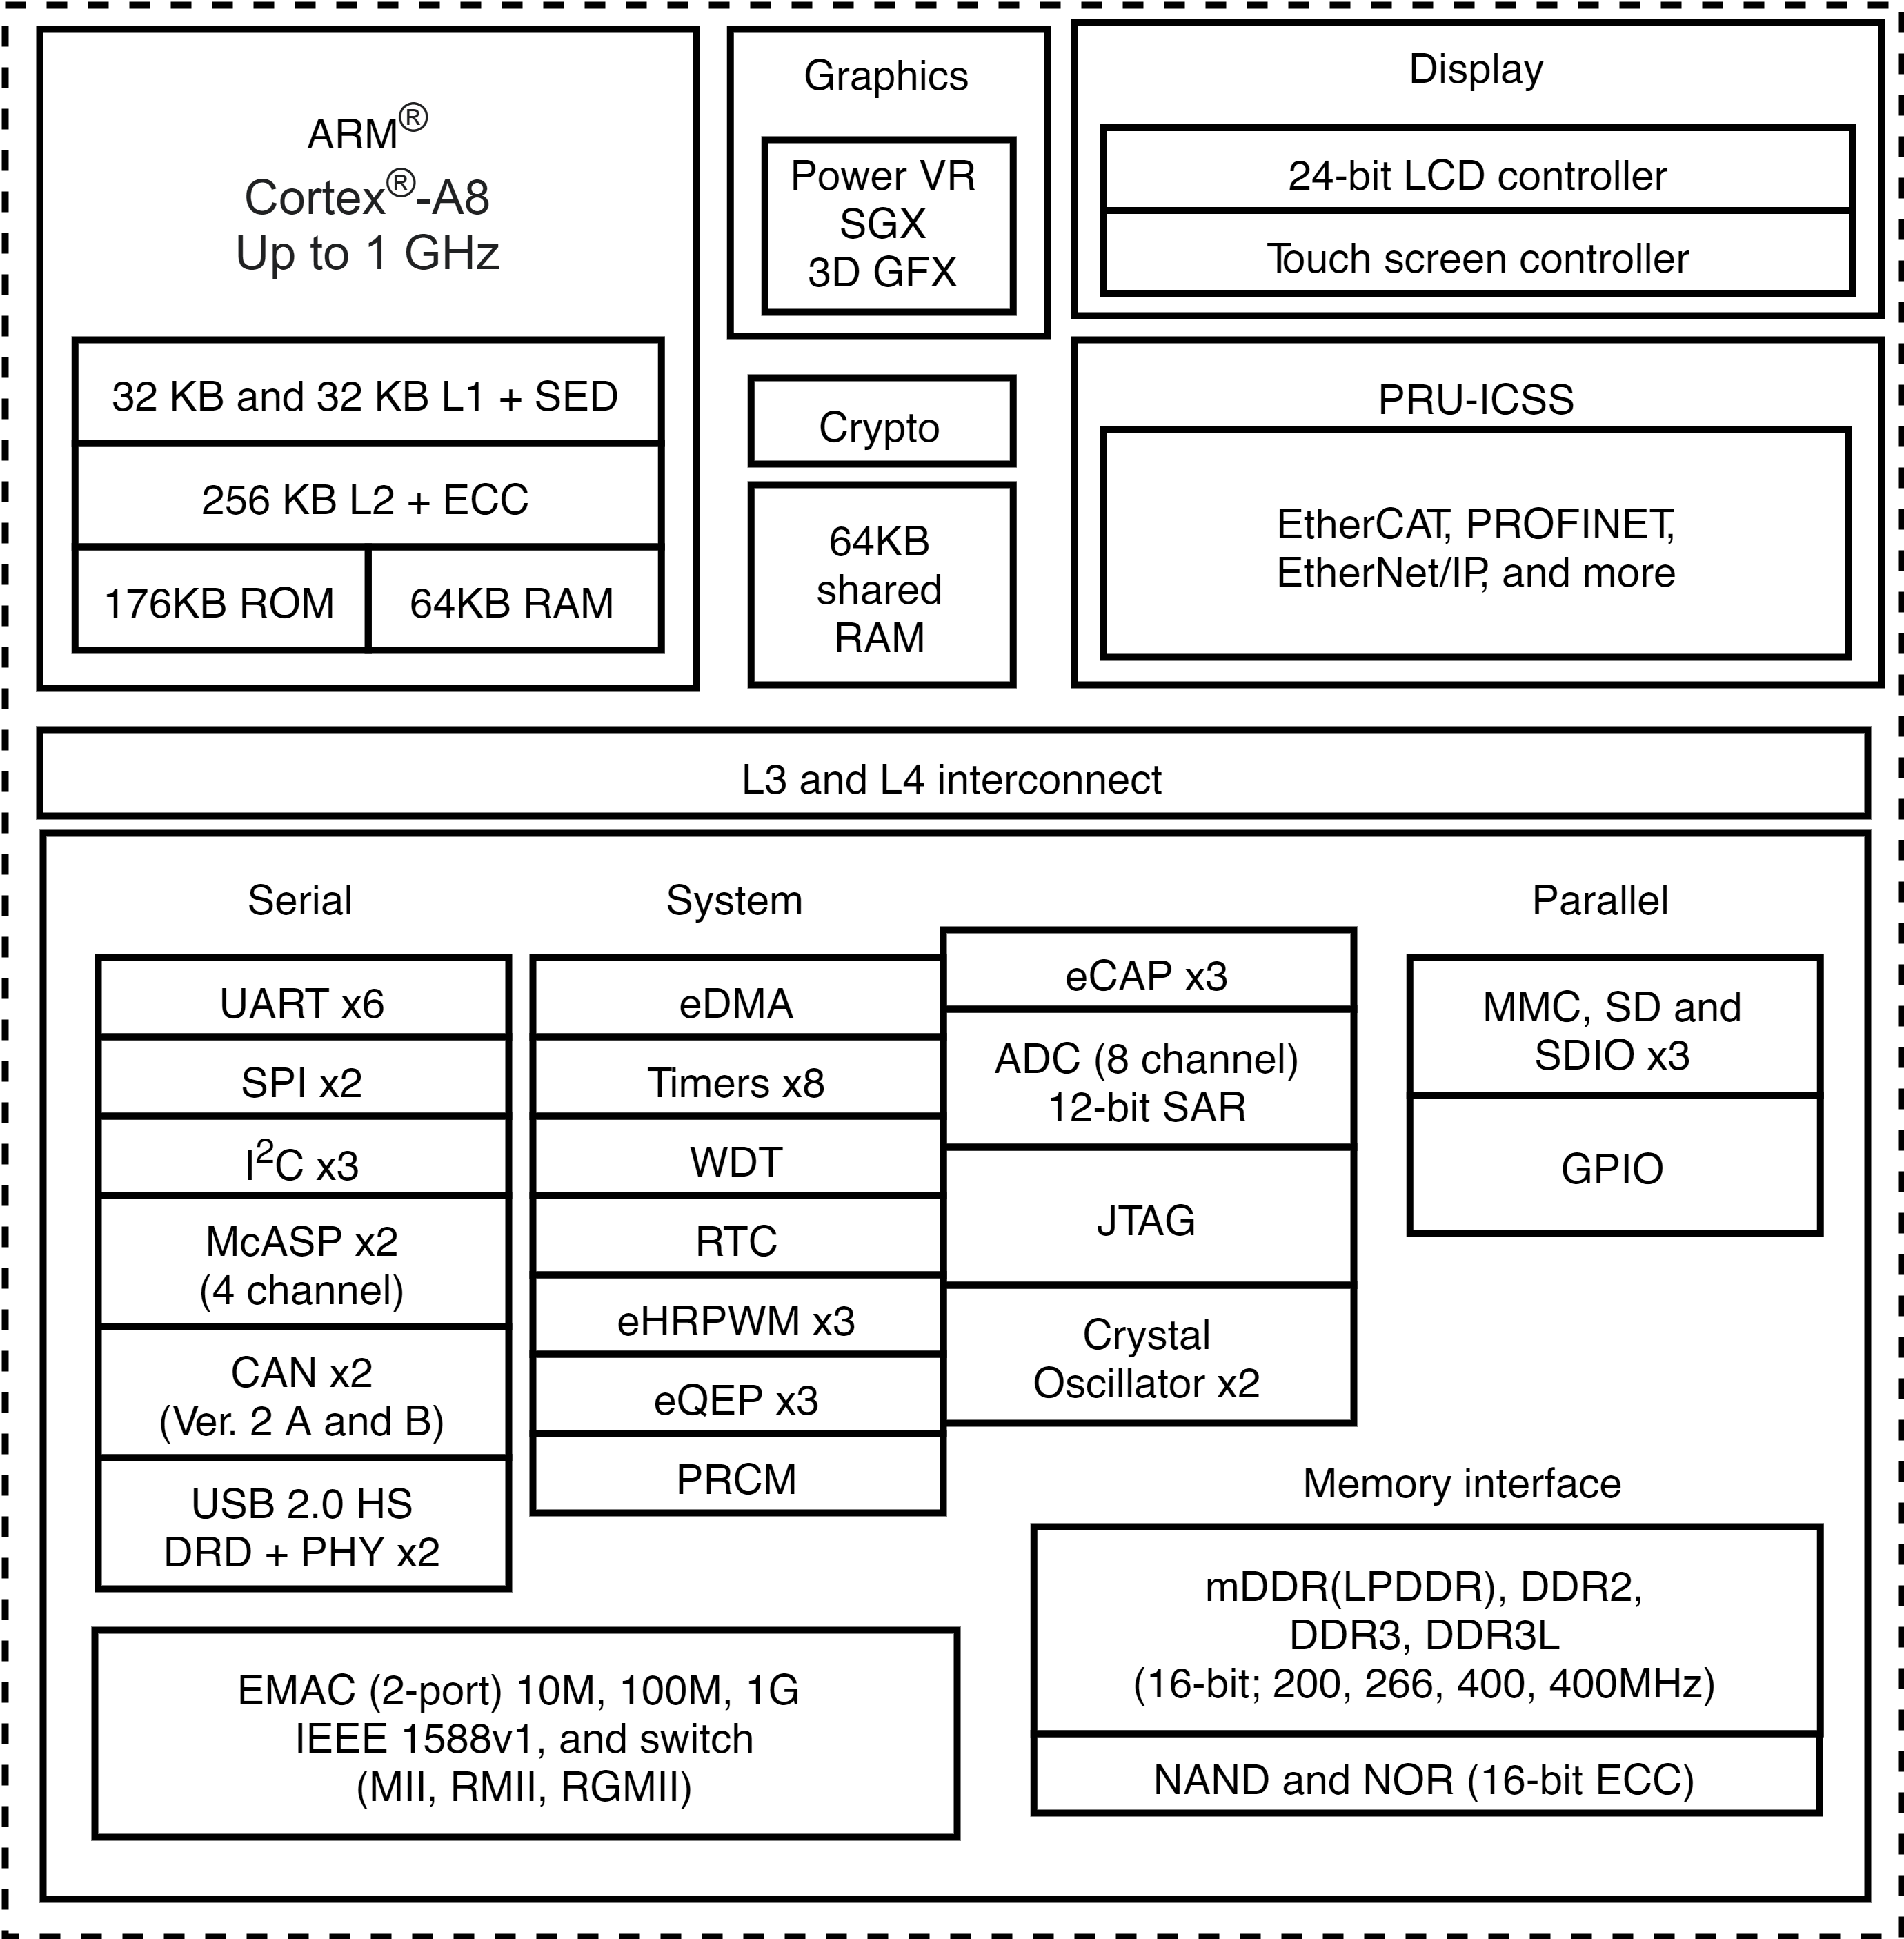 ARM®
Cortex®-A8
Up to 1 GHz
32 KB and 32 KB L1 + SED
256 KB L2 + ECC
176KB ROM
64KB RAM
Graphics
Power VR
SGX
3D GFX
Crypto
64KB
shared
RAM
Display
24-bit LCD controller
Touch screen controller
PRU-ICSS
EtherCAT, PROFINET,
EtherNet/IP, and more
L3 and L4 interconnect
Serial
UART x6
SPI x2
I²C x3
McASP x2
(4 channel)
CAN x2
(Ver. 2 A and B)
USB 2.0 HS
DRD + PHY x2
System
eDMA
Timers x8
WDT
RTC
eHRPWM x3
eQEP x3
PRCM
eCAP x3
ADC (8 channel)
12-bit SAR
JTAG
Crystal
Oscillator x2
Parallel
MMC, SD and
SDIO x3
GPIO
EMAC (2-port) 10M, 100M, 1G
IEEE 1588v1, and switch
(MII, RMII, RGMII)
Memory interface
mDDR(LPDDR), DDR2,
DDR3, DDR3L
(16-bit; 200, 266, 400, 400MHz)
NAND and NOR (16-bit ECC)